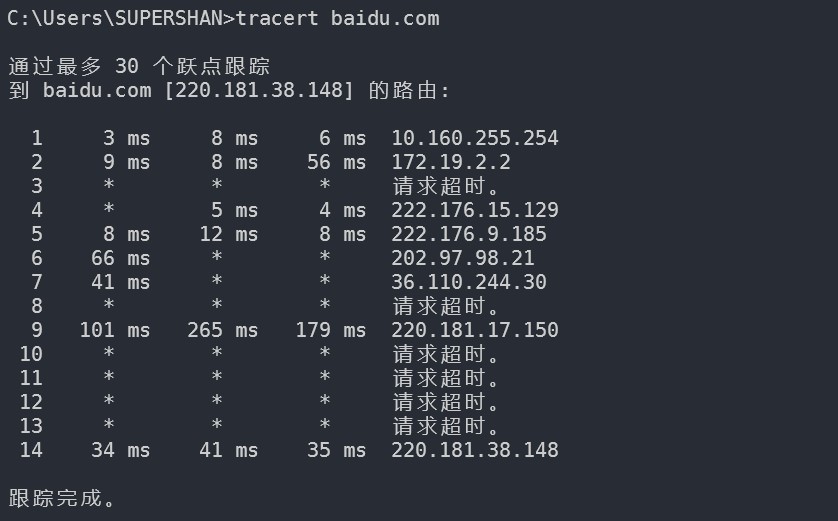 C:\Users\SUPERSHAN>tracert baidu.com
通过最多 30 个跃点跟踪
到 baidu.com [220.181.38.148] 的路由:
1 3 ms 8 ms 6 ms 10.160.255.254
2 9 ms 8 ms 56 ms 172.19.2.2
3 * * * 请求超时。
4 * 5 ms 4 ms 222.176.15.129
5 8 ms 12 ms 8 ms 222.176.9.185
6 66 ms * * 202.97.98.21
7 41 ms * * 36.110.244.30
8 * * * 请求超时。
9 101 ms 265 ms 179 ms 220.181.17.150
10 * * * 请求超时。
11 * * * 请求超时。
12 * * * 请求超时。
13 * * * 请求超时。
14 34 ms 41 ms 35 ms 220.181.38.148
跟踪完成。